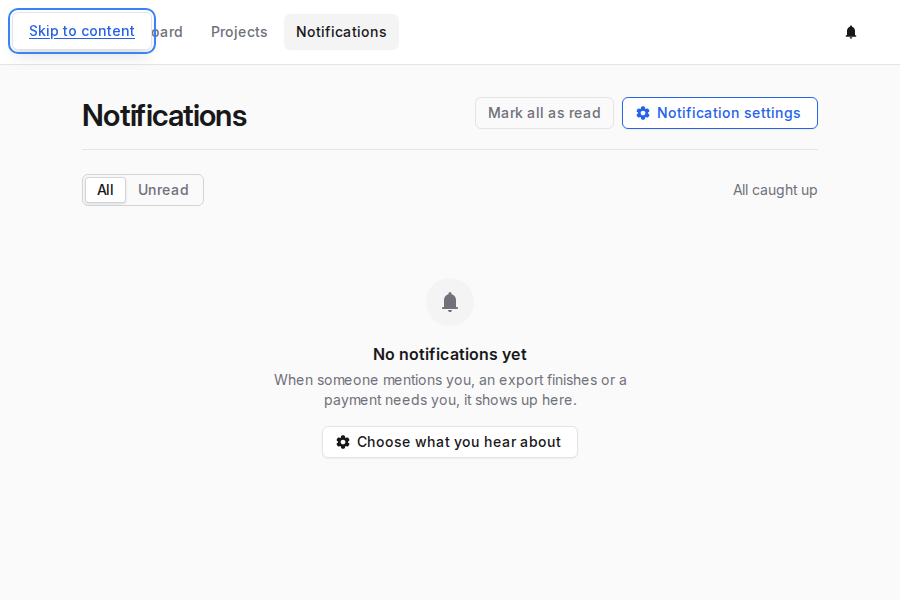 Skip to content
oard
Projects
Notifications
Notifications
Mark all as read
Notification settings
All
Unread
All caught up
No notifications yet
When someone mentions you, an export finishes or a
payment needs you, it shows up here.
Choose what you hear about